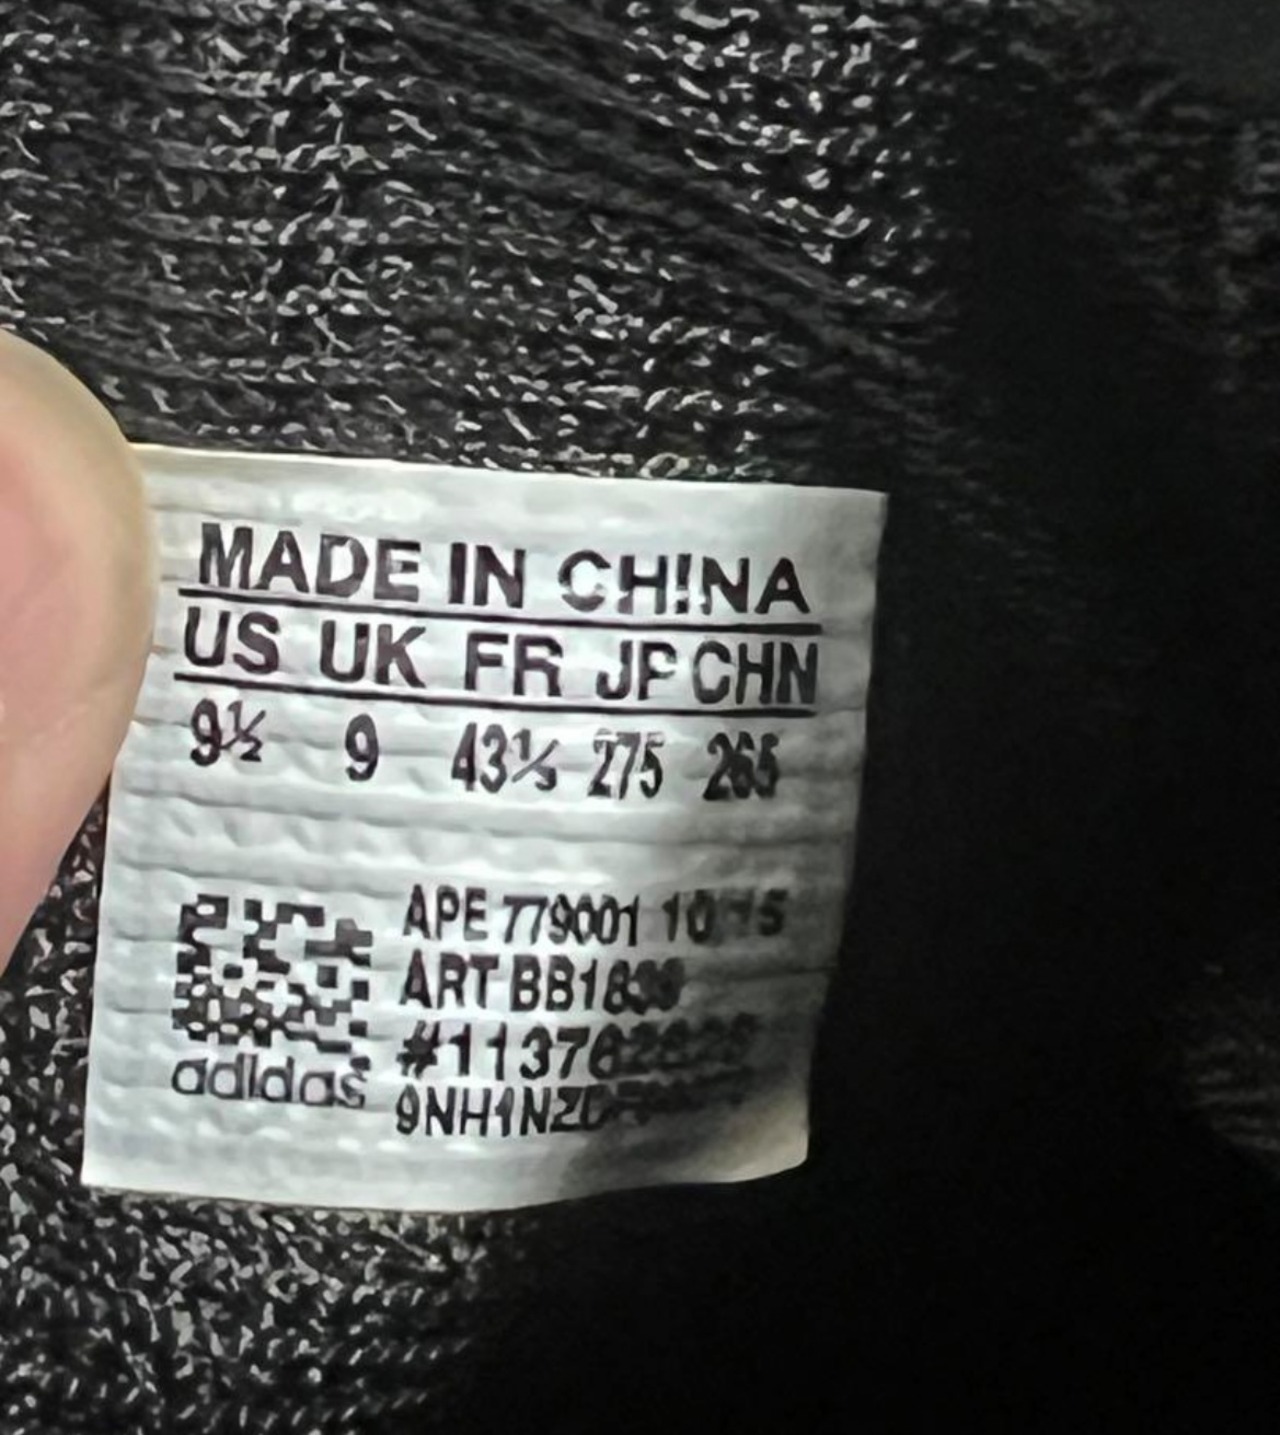 MADE IN CHINA
US UK FR JP CHN
9½ 9 43⅓ 275 265
APE 779001
ART
adidas